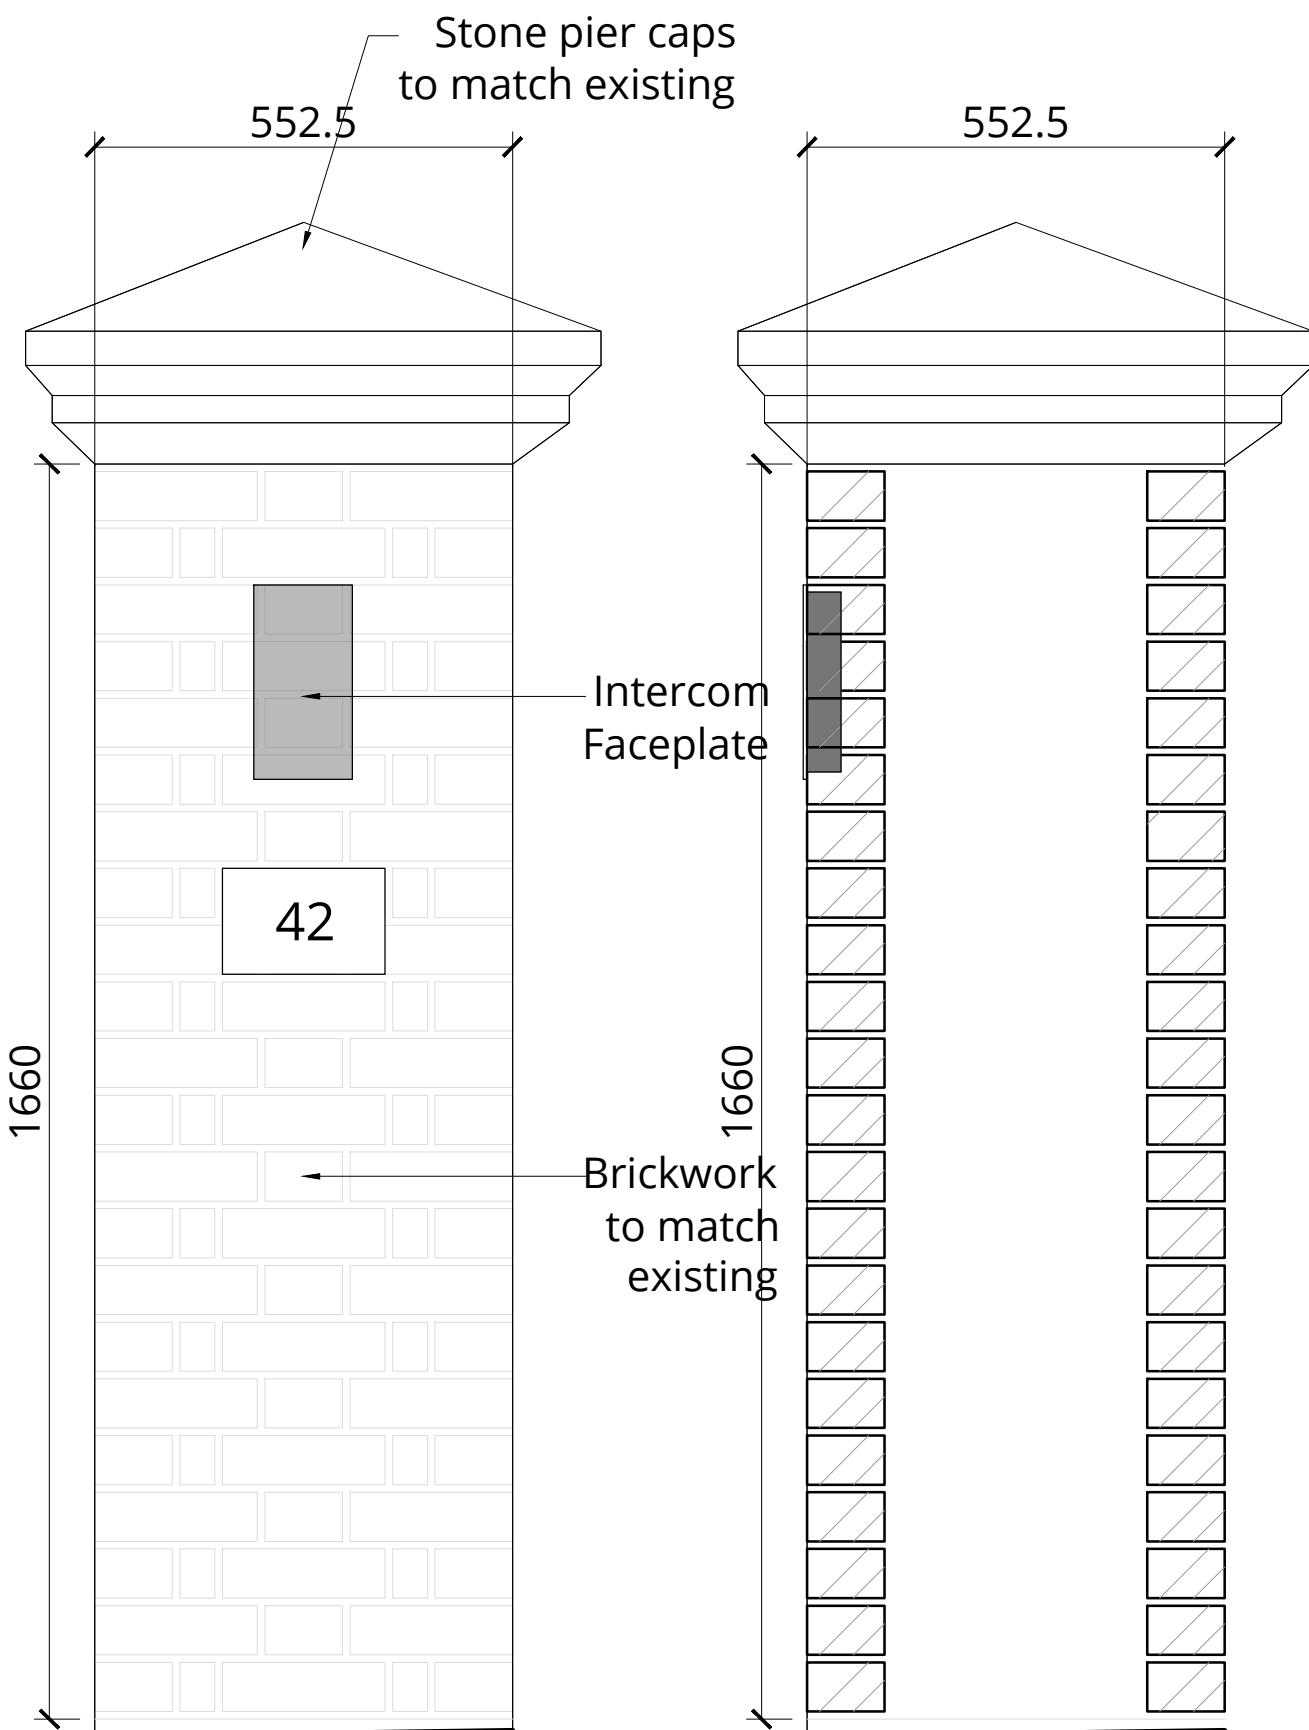 Stone pier caps
to match existing
552.5
552.5
Intercom
Faceplate
42
1660
1660
Brickwork
to match
existing